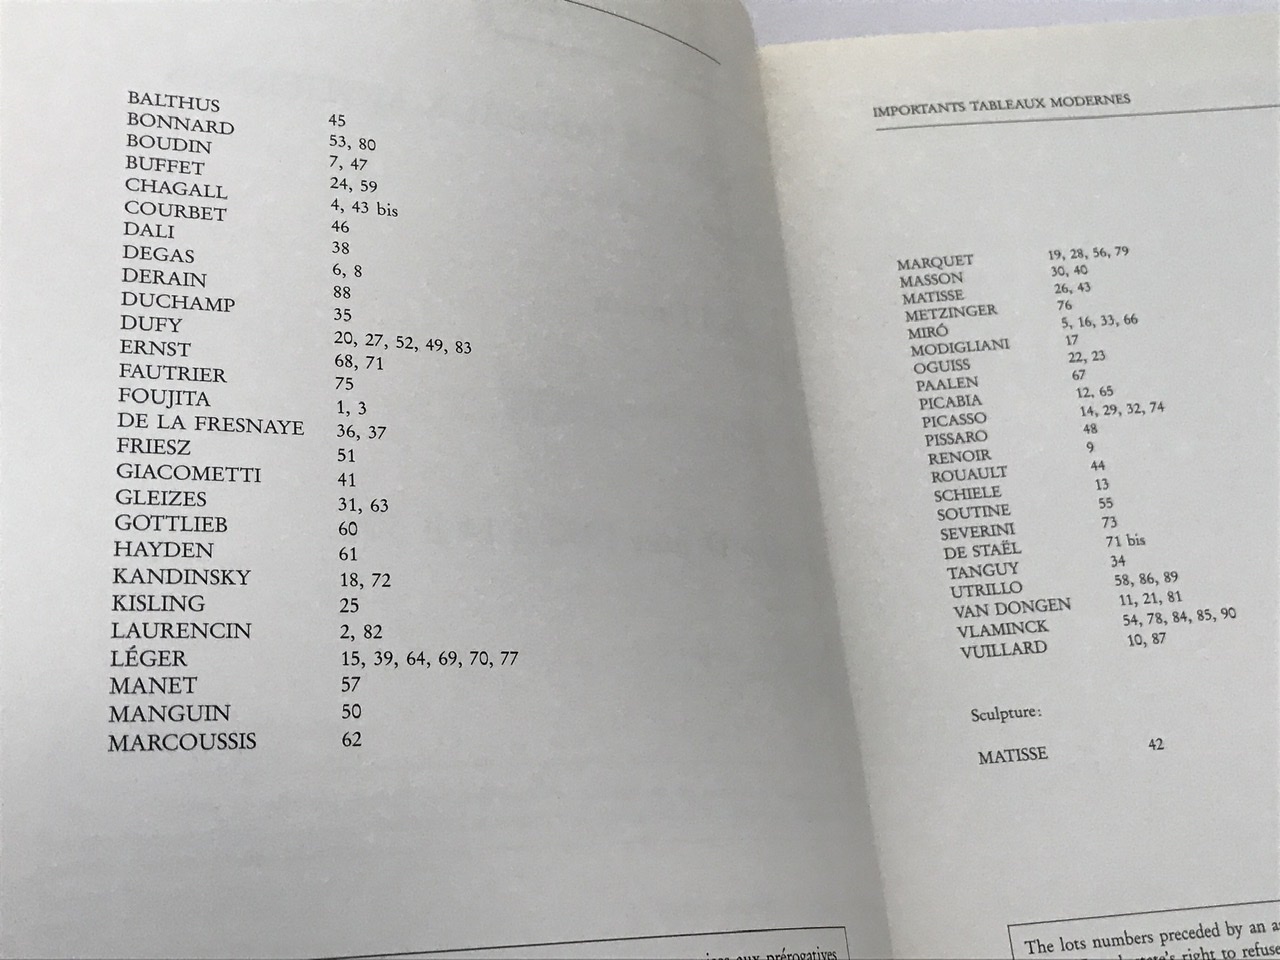 BALTHUS 45
BONNARD 53, 80
BOUDIN 7, 47
BUFFET 24, 59
CHAGALL 4, 43 bis
COURBET 46
DALI 38
DEGAS 6, 8
DERAIN 88
DUCHAMP 35
DUFY 20, 27, 52, 49, 83
ERNST 68, 71
FAUTRIER 75
FOUJITA 1, 3
DE LA FRESNAYE 36, 37
FRIESZ 51
GIACOMETTI 41
GLEIZES 31, 63
GOTTLIEB 60
HAYDEN 61
KANDINSKY 18, 72
KISLING 25
LAURENCIN 2, 82
LÉGER 15, 39, 64, 69, 70, 77
MANET 57
MANGUIN 50
MARCOUSSIS 62
aux prérogatives
IMPORTANTS TABLEAUX MODERNES
MARQUET 19, 28, 56, 79
MASSON 30, 40
MATISSE 26, 43
METZINGER 76
MIRÓ 5, 16, 33, 66
MODIGLIANI 17
OGUISS 22, 23
PAALEN 67
PICABIA 12, 65
PICASSO 14, 29, 32, 74
PISSARO 48
RENOIR 9
ROUAULT 44
SCHIELE 13
SOUTINE 55
SEVERINI 73
DE STAËL 71 bis
TANGUY 34
UTRILLO 58, 86, 89
VAN DONGEN 11, 21, 81
VLAMINCK 54, 78, 84, 85, 90
VUILLARD 10, 87
Sculpture:
MATISSE 42
The lots numbers preceded by an
right to refuse